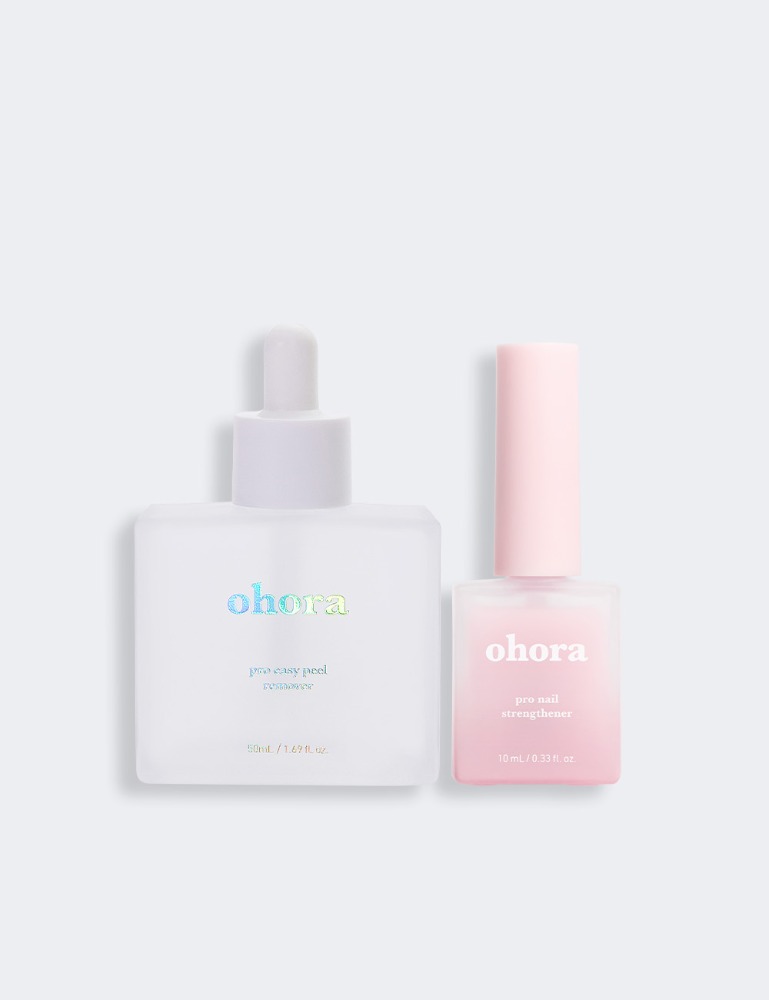 ohora
pro easy peel
remover
50mL / 1.69 fl. oz.
ohora
pro nail
strengthener
10 mL / 0.33 fl. oz.